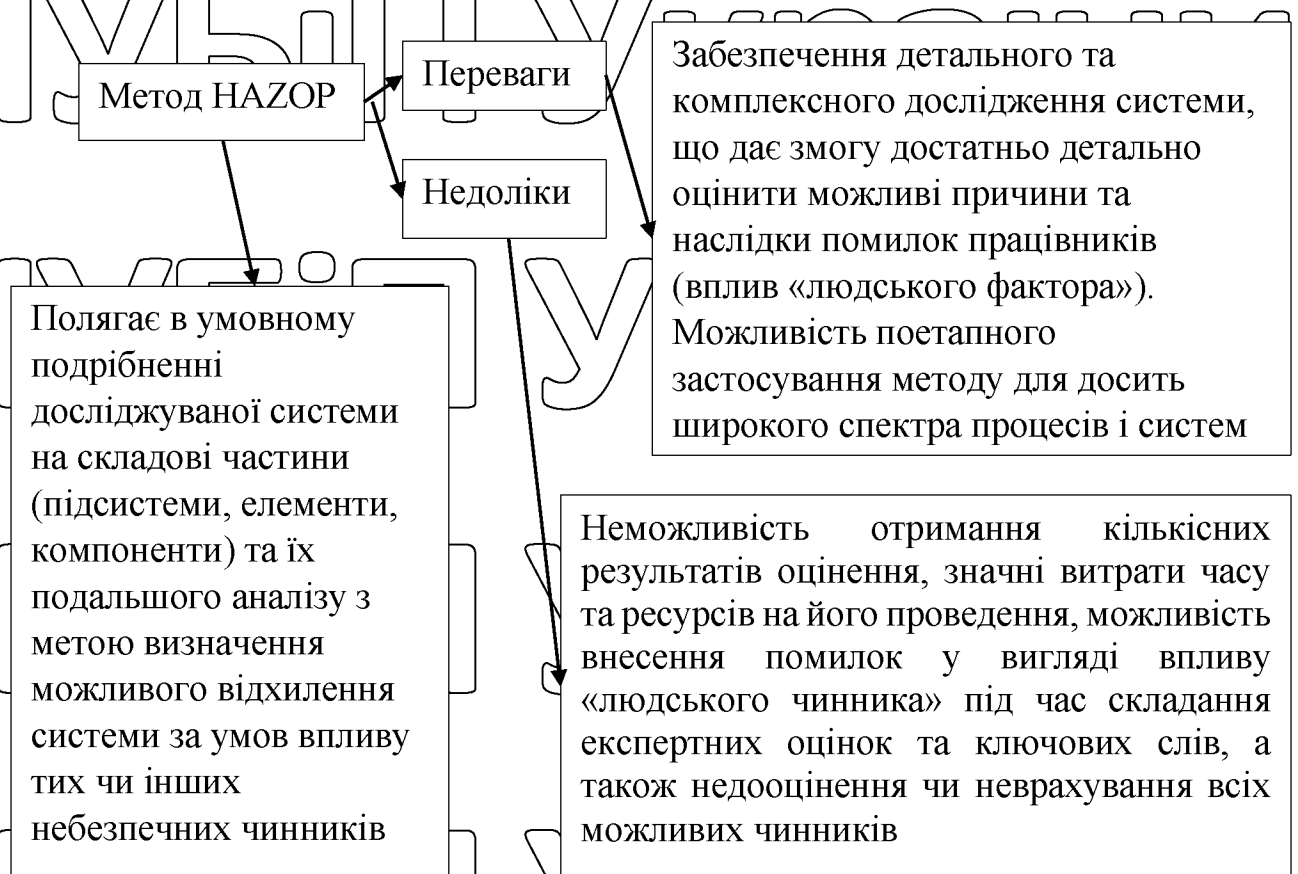 Метод HAZOP
Переваги
Недоліки
Забезпечення детального та
комплексного дослідження системи,
що дає змогу достатньо детально
оцінити можливі причини та
наслідки помилок працівників
(вплив «людського фактора»).
Можливість поетапного
застосування методу для досить
широкого спектра процесів і систем
Полягає в умовному
подрібненні
досліджуваної системи
на складові частини
(підсистеми, елементи,
компоненти) та їх
подальшого аналізу з
метою визначення
можливого відхилення
системи за умов впливу
тих чи інших
небезпечних чинників
Неможливість отримання кількісних
результатів оцінення, значні витрати часу
та ресурсів на його проведення, можливість
внесення помилок у вигляді впливу
«людського чинника» під час складання
експертних оцінок та ключових слів, а
також недооцінення чи неврахування всіх
можливих чинників